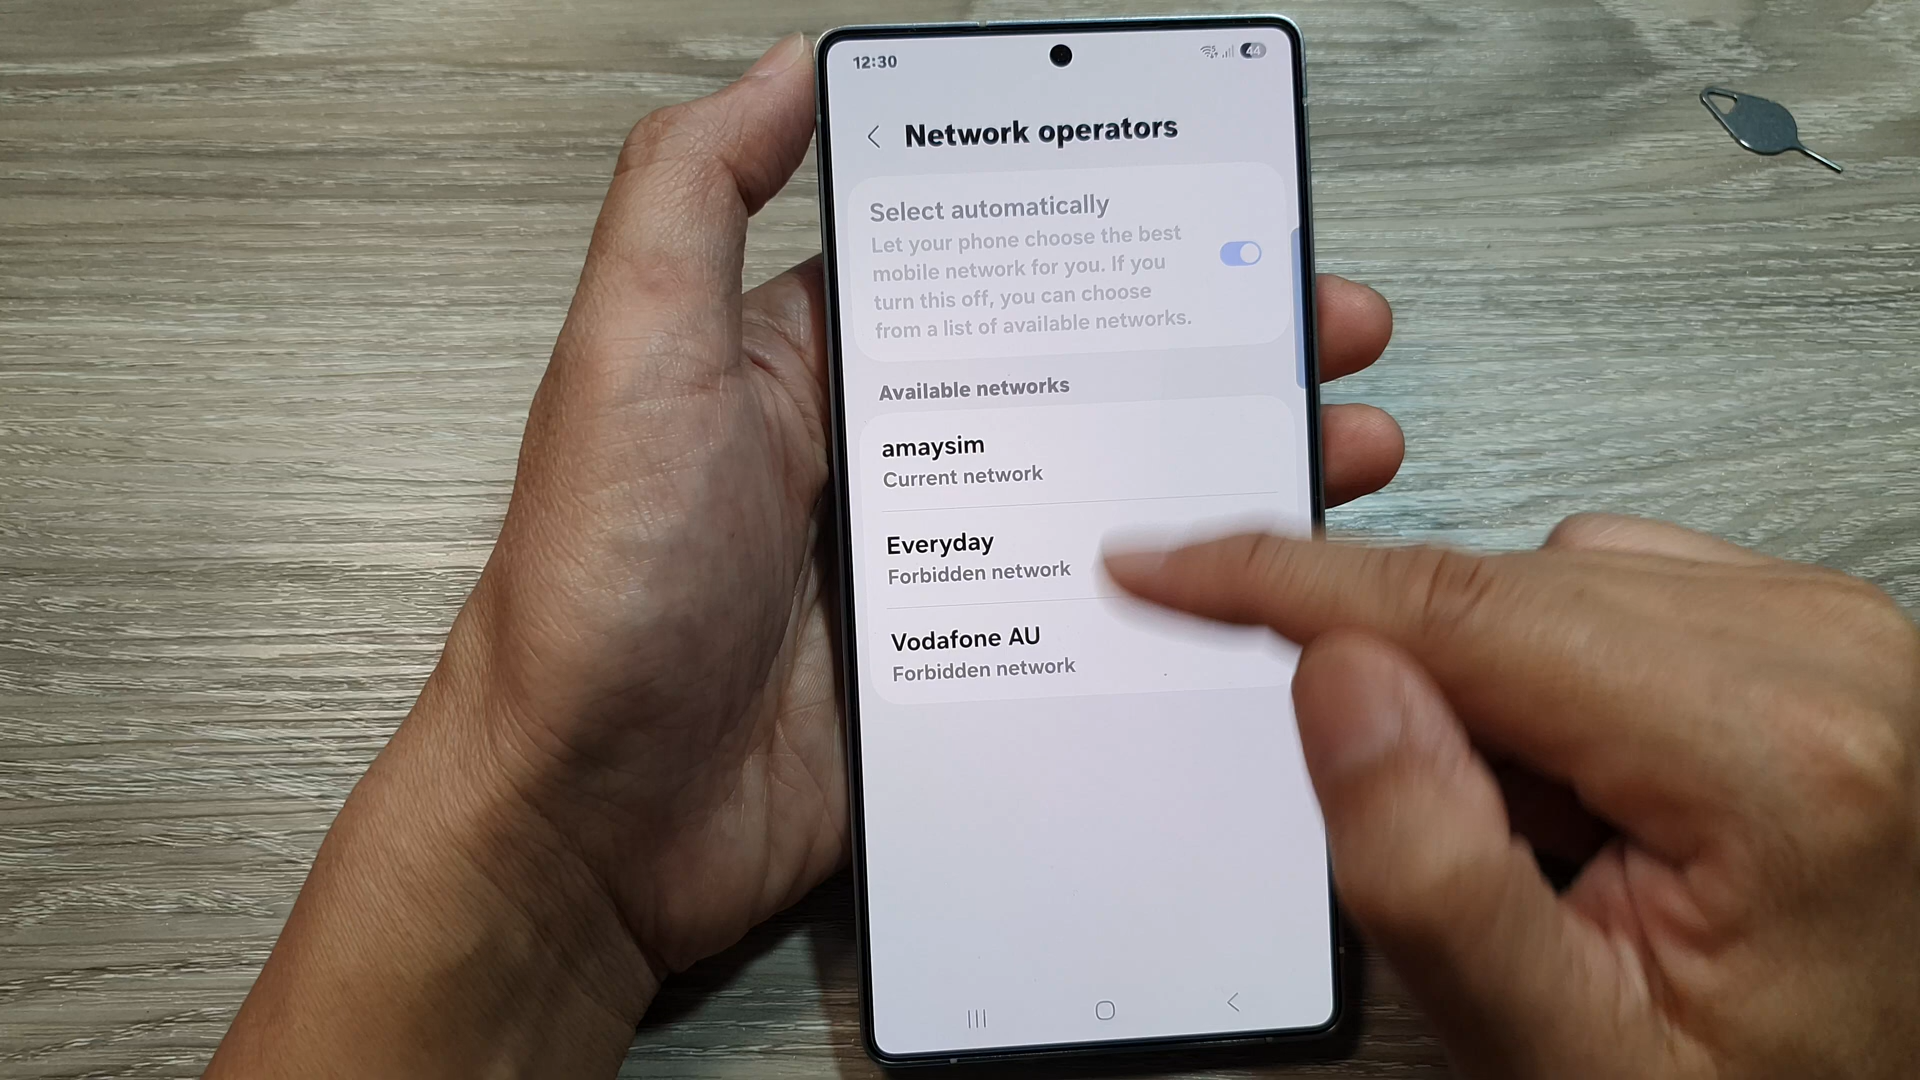 12:30
44
Network operators
Select automatically
Let your phone choose the best
mobile network for you. If you
turn this off, you can choose
from a list of available networks.
Available networks
amaysim
Current network
Everyday
Forbidden network
Vodafone AU
Forbidden network